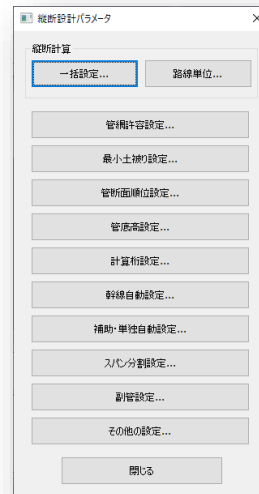 縦断設計パラメータ
縦断計算
一括設定... 路線単位...
管網許容設定...
最小土被り設定...
管断面順位設定...
管底高設定...
計算桁設定...
幹線自動設定...
補助・単独自動設定...
スパン分割設定...
副管設定...
その他の設定...
閉じる